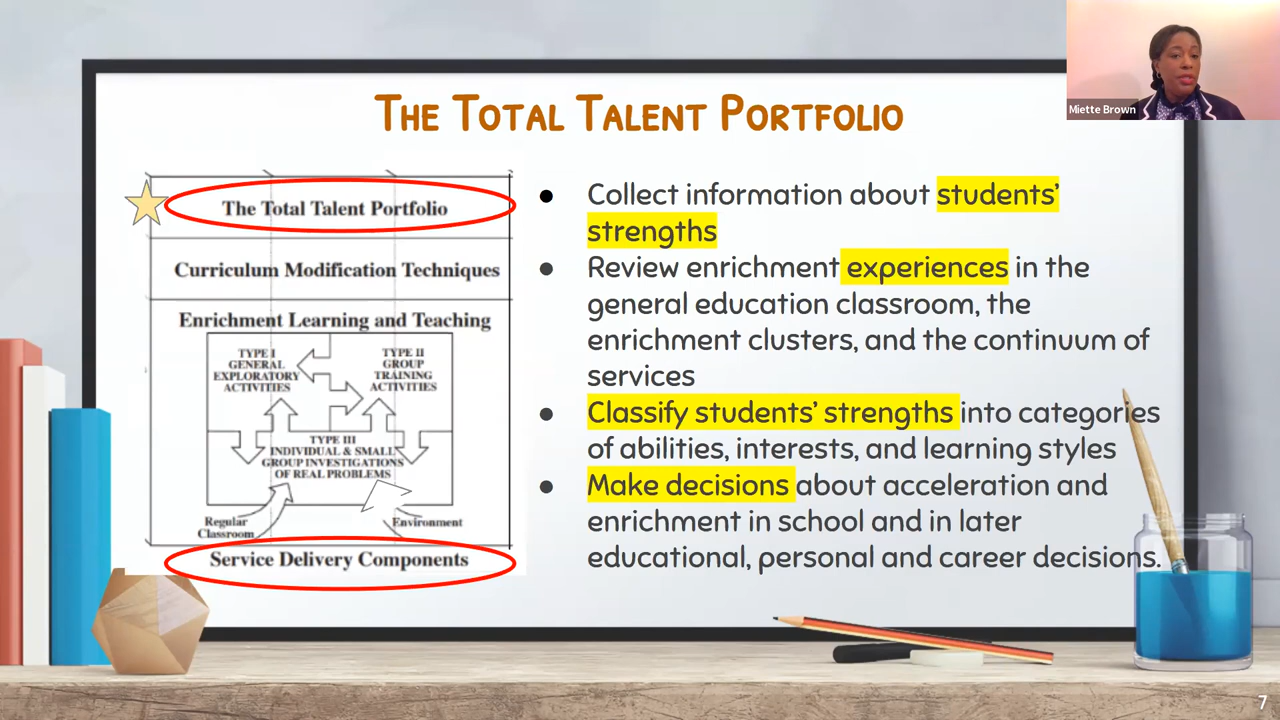 Miette Brown
The Total Talent Portfolio
The Total Talent Portfolio
Curriculum Modification Techniques
Enrichment Learning and Teaching
TYPE I
GENERAL
EXPLORATORY
ACTIVITIES
TYPE II
GROUP
TRAINING
ACTIVITIES
TYPE III
INDIVIDUAL & SMALL
GROUP INVESTIGATIONS
OF REAL PROBLEMS
Regular
Classroom
Environment
Service Delivery Components
● Collect information about students’
strengths
● Review enrichment experiences in the
general education classroom, the
enrichment clusters, and the continuum of
services
● Classify students’ strengths into categories
of abilities, interests, and learning styles
● Make decisions about acceleration and
enrichment in school and in later
educational, personal and career decisions.
7